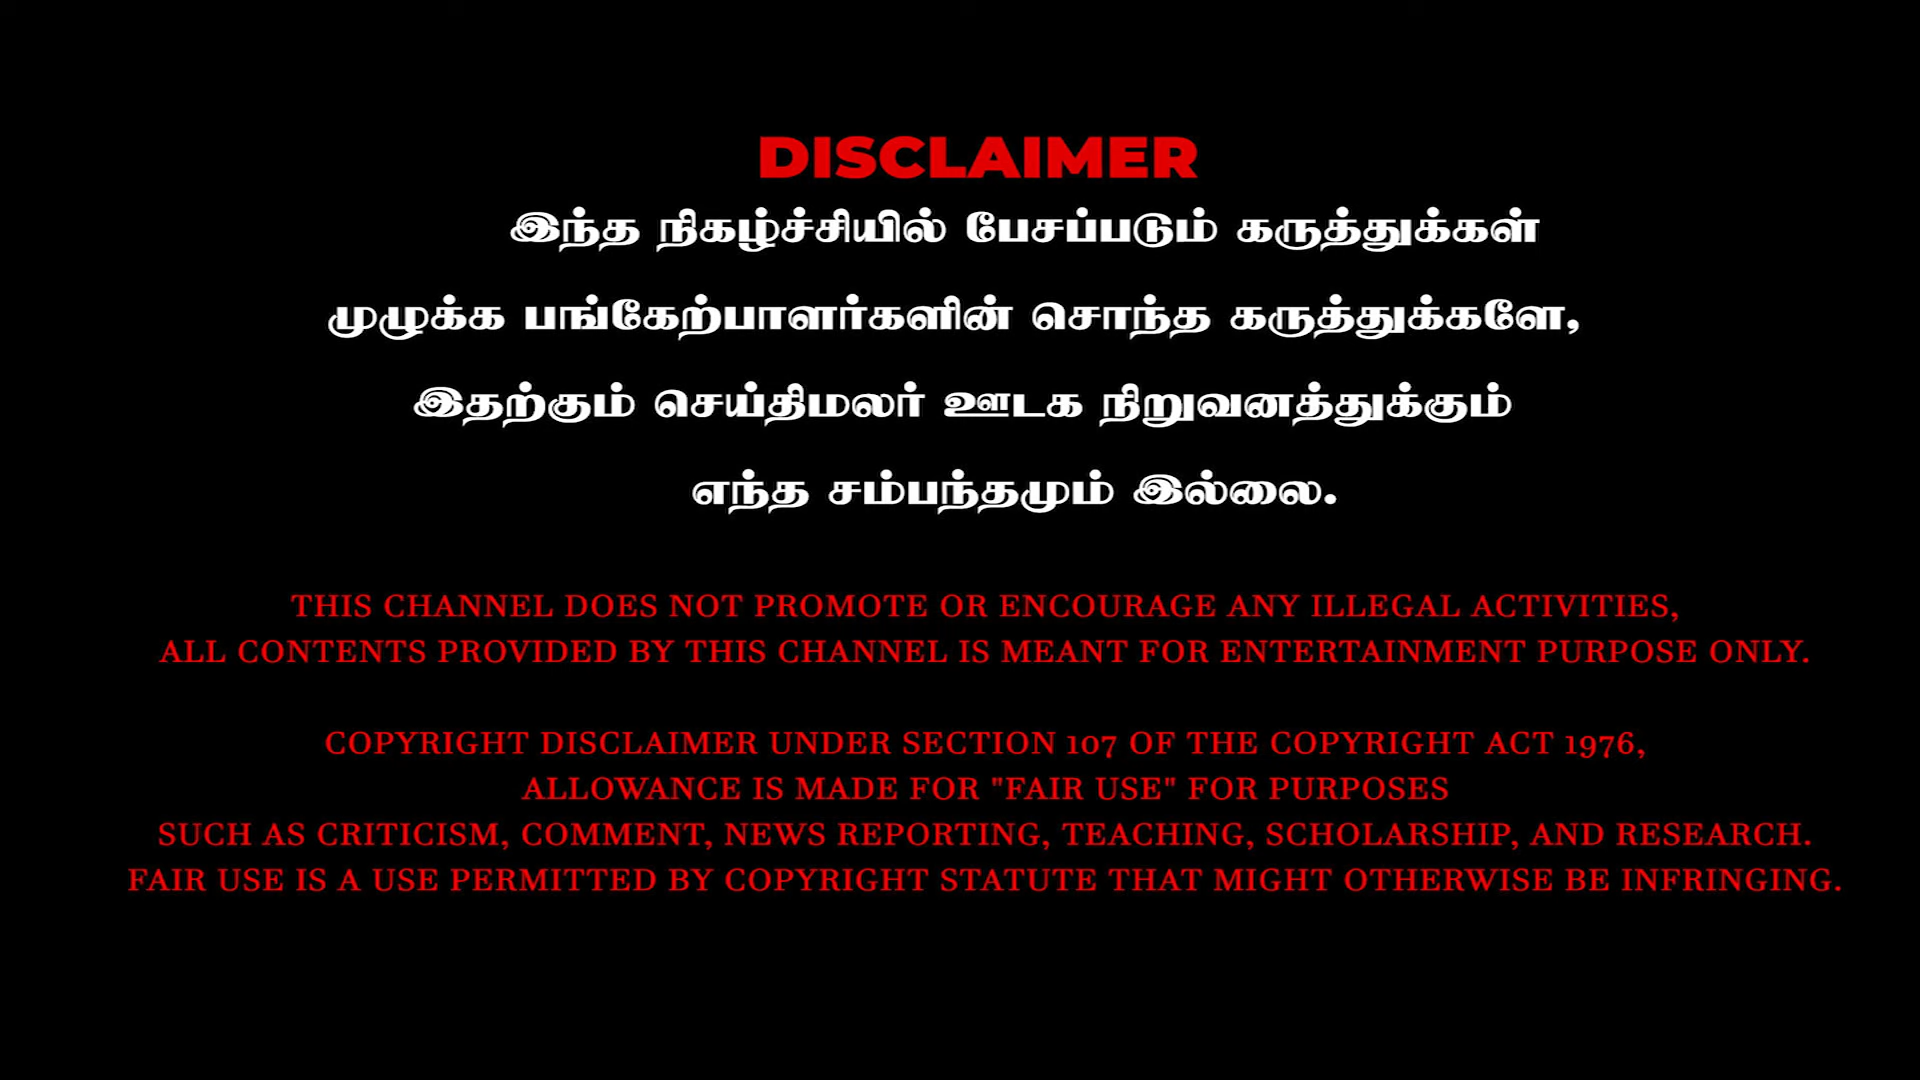 DISCLAIMER
இந்த நிகழ்ச்சியில் பேசப்படும் கருத்துக்கள்
முழுக்க பங்கேற்பாளர்களின் சொந்த கருத்துக்களே,
இதற்கும் செய்திமலர் ஊடக நிறுவனத்துக்கும்
எந்த சம்பந்தமும் இல்லை.
THIS CHANNEL DOES NOT PROMOTE OR ENCOURAGE ANY ILLEGAL ACTIVITIES,
ALL CONTENTS PROVIDED BY THIS CHANNEL IS MEANT FOR ENTERTAINMENT PURPOSE ONLY.
COPYRIGHT DISCLAIMER UNDER SECTION 107 OF THE COPYRIGHT ACT 1976,
ALLOWANCE IS MADE FOR "FAIR USE" FOR PURPOSES
SUCH AS CRITICISM, COMMENT, NEWS REPORTING, TEACHING, SCHOLARSHIP, AND RESEARCH.
FAIR USE IS A USE PERMITTED BY COPYRIGHT STATUTE THAT MIGHT OTHERWISE BE INFRINGING.